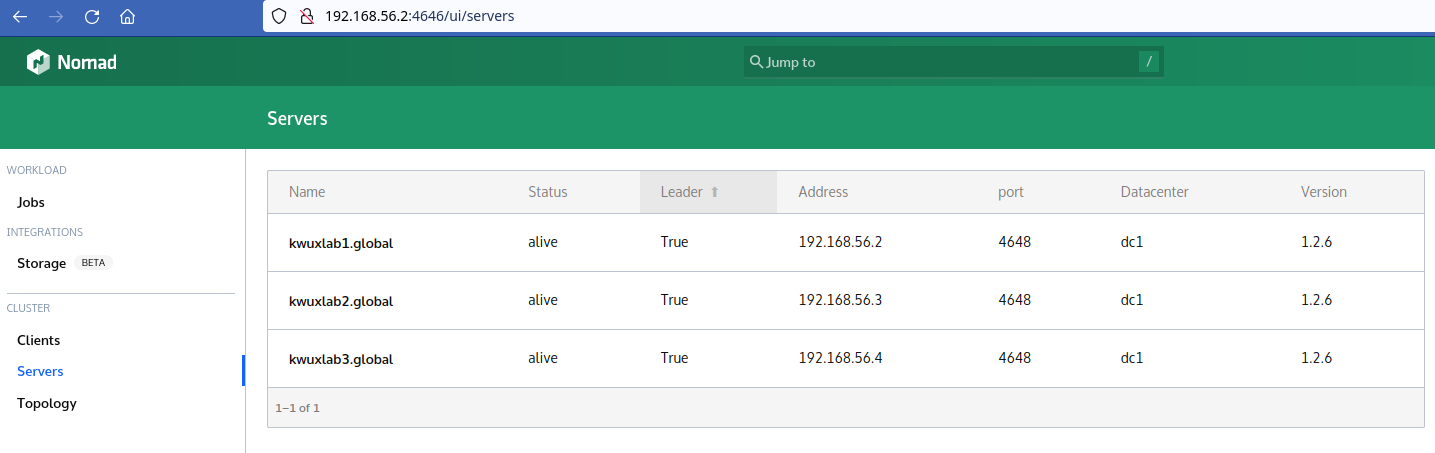 192.168.56.2:4646/ui/servers
Nomad
Jump to /
Servers
WORKLOAD
Jobs
INTEGRATIONS
Storage BETA
CLUSTER
Clients
Servers
Topology
Name Status Leader ⬆ Address port Datacenter Version
kwuxlab1.global alive True 192.168.56.2 4648 dc1 1.2.6
kwuxlab2.global alive True 192.168.56.3 4648 dc1 1.2.6
kwuxlab3.global alive True 192.168.56.4 4648 dc1 1.2.6
1–1 of 1